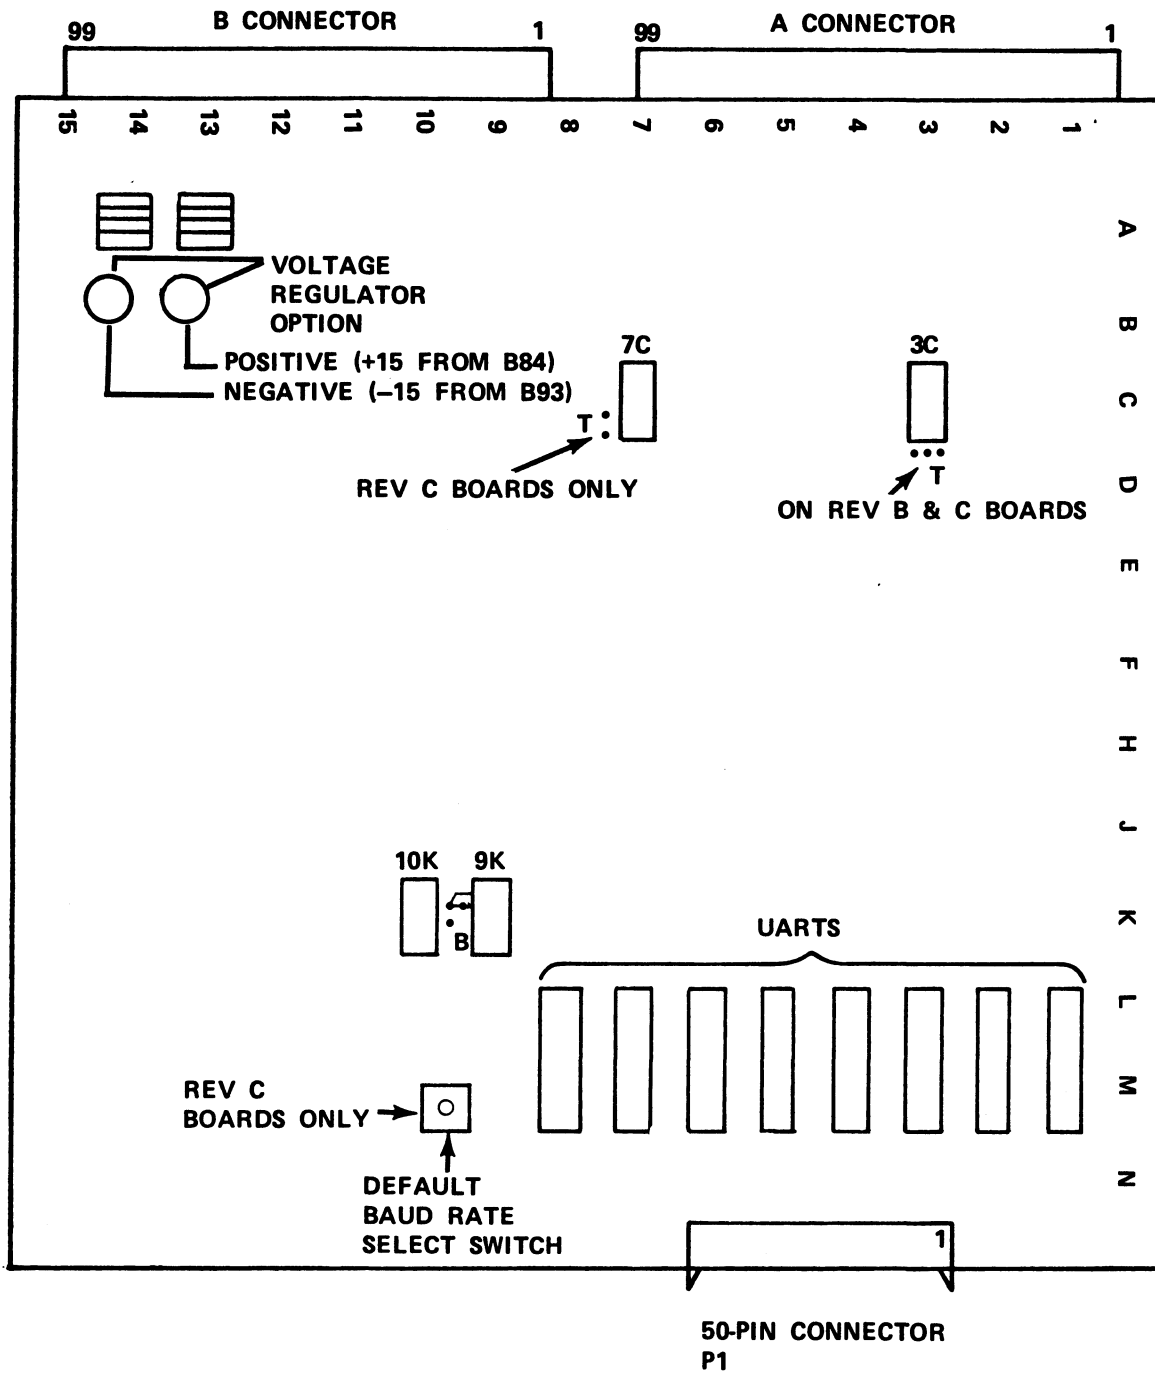 B CONNECTOR
A CONNECTOR
99
1
99
1
15 14 13 12 11 10 9 8 7 6 5 4 3 2 1
A
VOLTAGE
REGULATOR
OPTION
B
POSITIVE (+15 FROM B84)
NEGATIVE (–15 FROM B93)
7C
3C
C
T
T
REV C BOARDS ONLY
ON REV B & C BOARDS
D
E
F
H
J
10K
9K
B
K
UARTS
L
REV C
BOARDS ONLY
M
DEFAULT
BAUD RATE
SELECT SWITCH
N
1
50-PIN CONNECTOR
P1